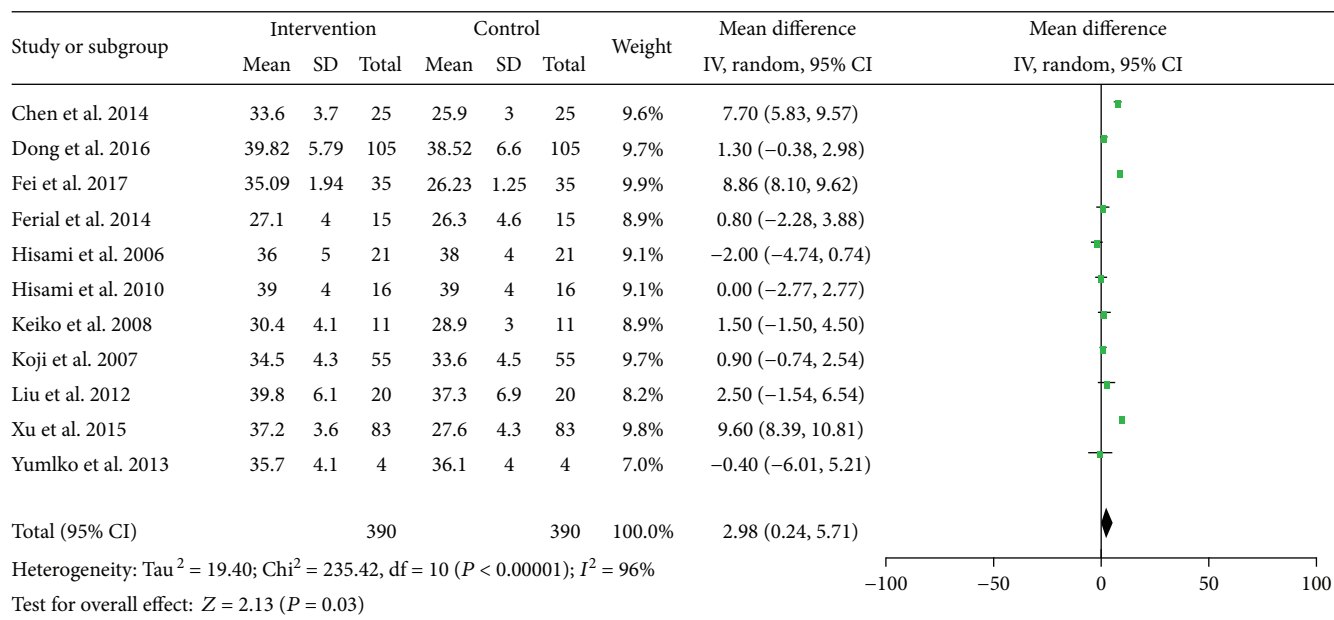 Study or subgroup Intervention Control Weight Mean difference Mean difference
Mean SD Total Mean SD Total IV, random, 95% CI IV, random, 95% CI
Chen et al. 2014 33.6 3.7 25 25.9 3 25 9.6% 7.70 (5.83, 9.57)
Dong et al. 2016 39.82 5.79 105 38.52 6.6 105 9.7% 1.30 (−0.38, 2.98)
Fei et al. 2017 35.09 1.94 35 26.23 1.25 35 9.9% 8.86 (8.10, 9.62)
Ferial et al. 2014 27.1 4 15 26.3 4.6 15 8.9% 0.80 (−2.28, 3.88)
Hisami et al. 2006 36 5 21 38 4 21 9.1% −2.00 (−4.74, 0.74)
Hisami et al. 2010 39 4 16 39 4 16 9.1% 0.00 (−2.77, 2.77)
Keiko et al. 2008 30.4 4.1 11 28.9 3 11 8.9% 1.50 (−1.50, 4.50)
Koji et al. 2007 34.5 4.3 55 33.6 4.5 55 9.7% 0.90 (−0.74, 2.54)
Liu et al. 2012 39.8 6.1 20 37.3 6.9 20 8.2% 2.50 (−1.54, 6.54)
Xu et al. 2015 37.2 3.6 83 27.6 4.3 83 9.8% 9.60 (8.39, 10.81)
Yumlko et al. 2013 35.7 4.1 4 36.1 4 4 7.0% −0.40 (−6.01, 5.21)
Total (95% CI) 390 390 100.0% 2.98 (0.24, 5.71)
Heterogeneity: Tau² = 19.40; Chi² = 235.42, df = 10 (P < 0.00001); I² = 96%
Test for overall effect: Z = 2.13 (P = 0.03)
−100 −50 0 50 100